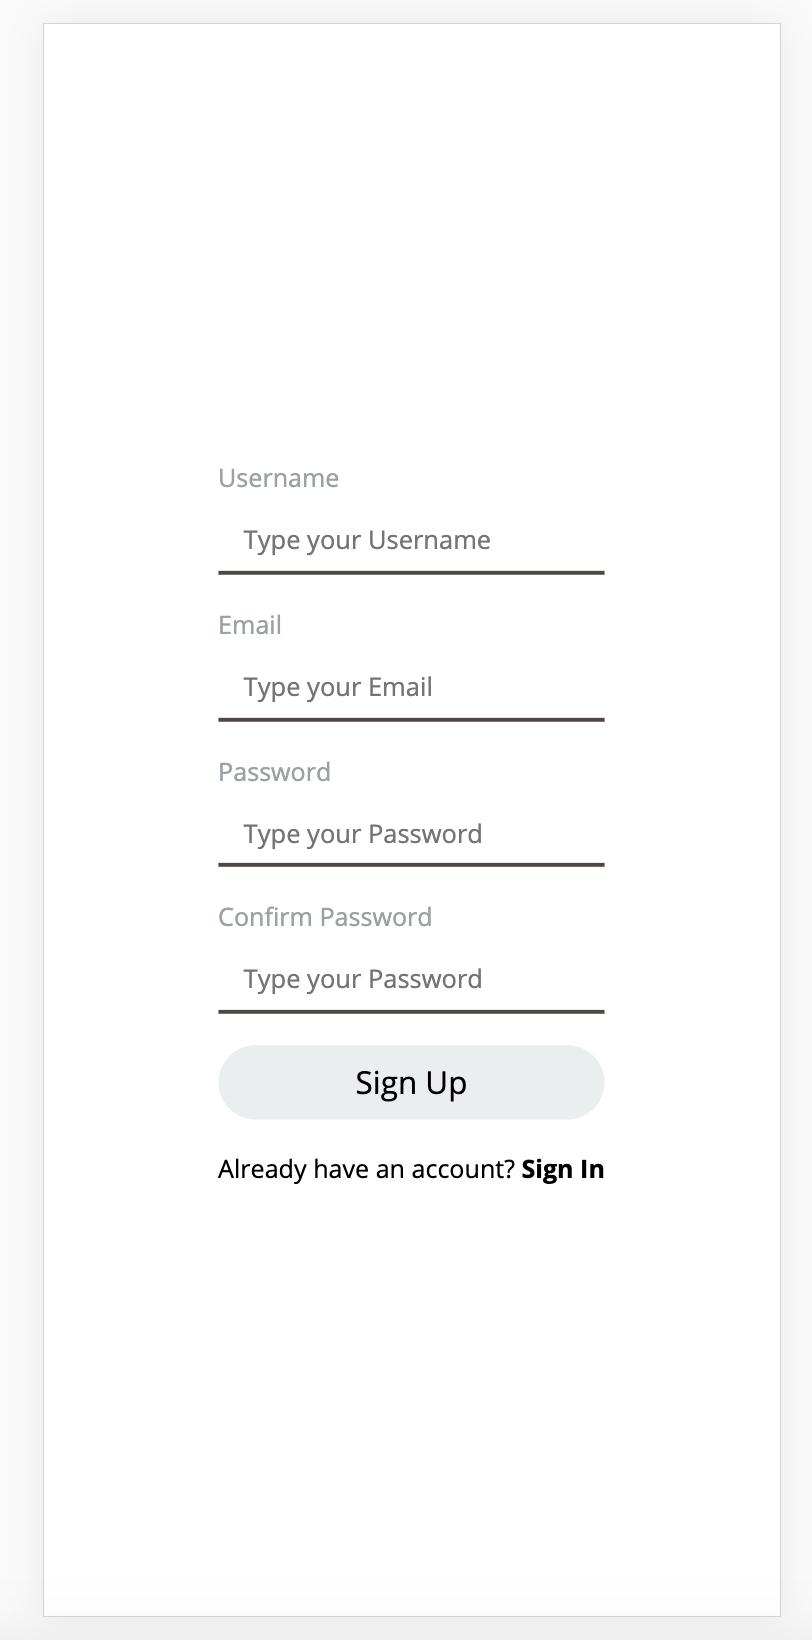 Username
Type your Username
Email
Type your Email
Password
Type your Password
Confirm Password
Type your Password
Sign Up
Already have an account? Sign In